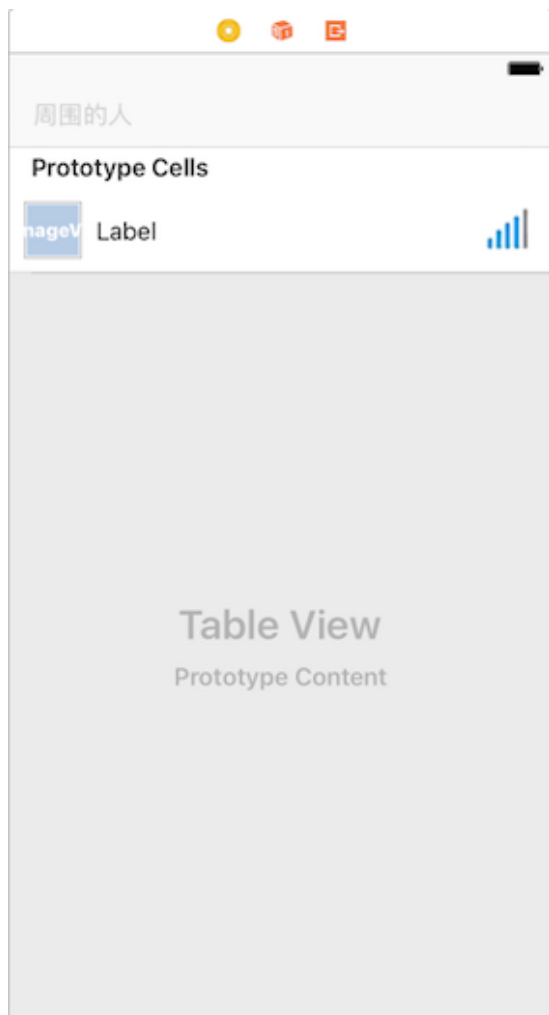 周围的人
Prototype Cells
nageV Label
Table View
Prototype Content